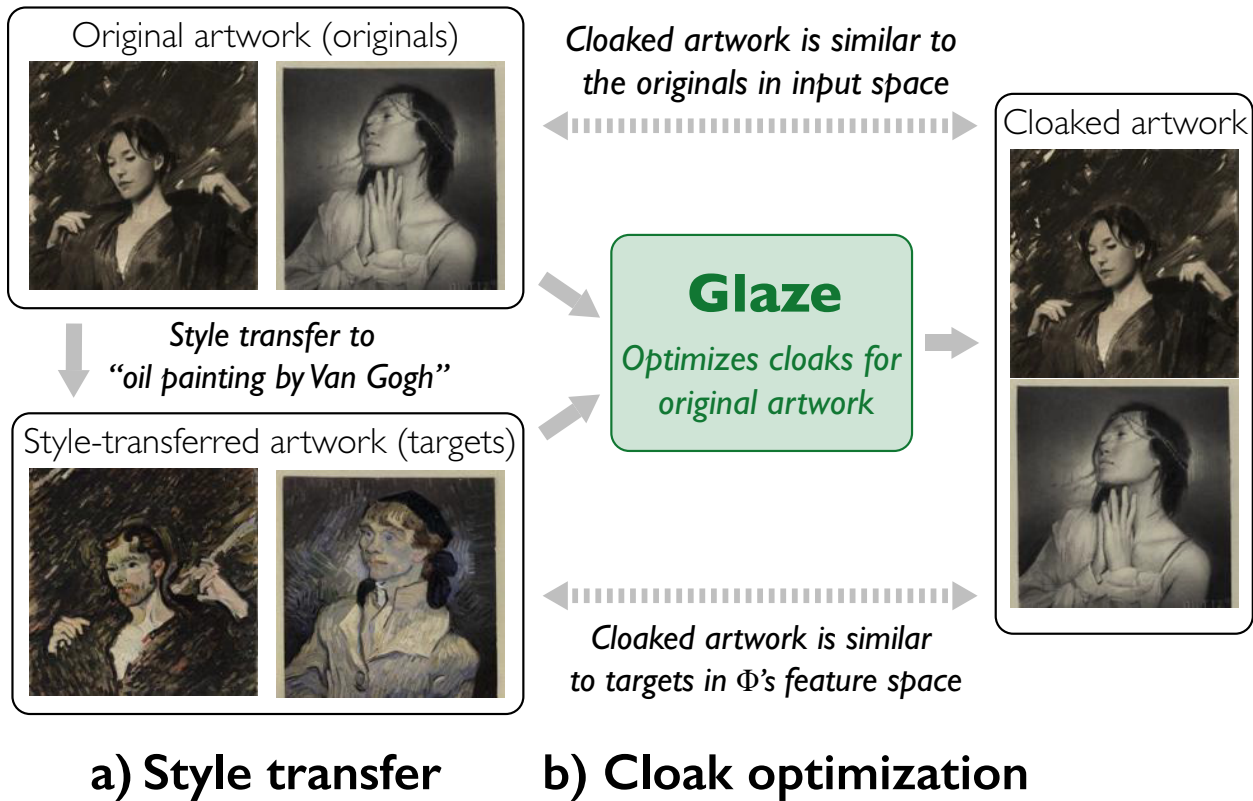 Original artwork (originals)
Cloaked artwork is similar to
the originals in input space
Cloaked artwork
Glaze
Optimizes cloaks for
original artwork
Style transfer to
“oil painting by Van Gogh”
Style-transferred artwork (targets)
Cloaked artwork is similar
to targets in Φ’s feature space
a) Style transfer
b) Cloak optimization